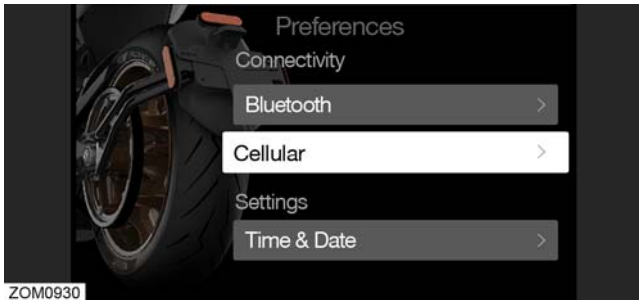 Preferences
Connectivity
Bluetooth
Cellular
Settings
Time & Date
ZOM0930